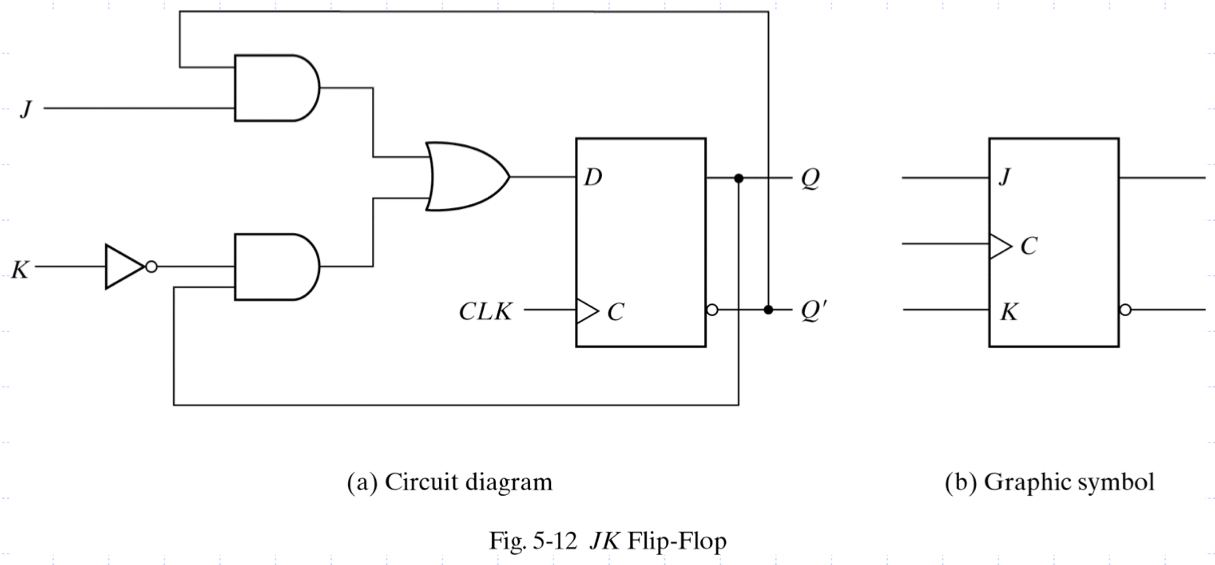 J
K
D
Q
CLK
C
Q′
J
C
K
(a) Circuit diagram
(b) Graphic symbol
Fig. 5-12 JK Flip-Flop